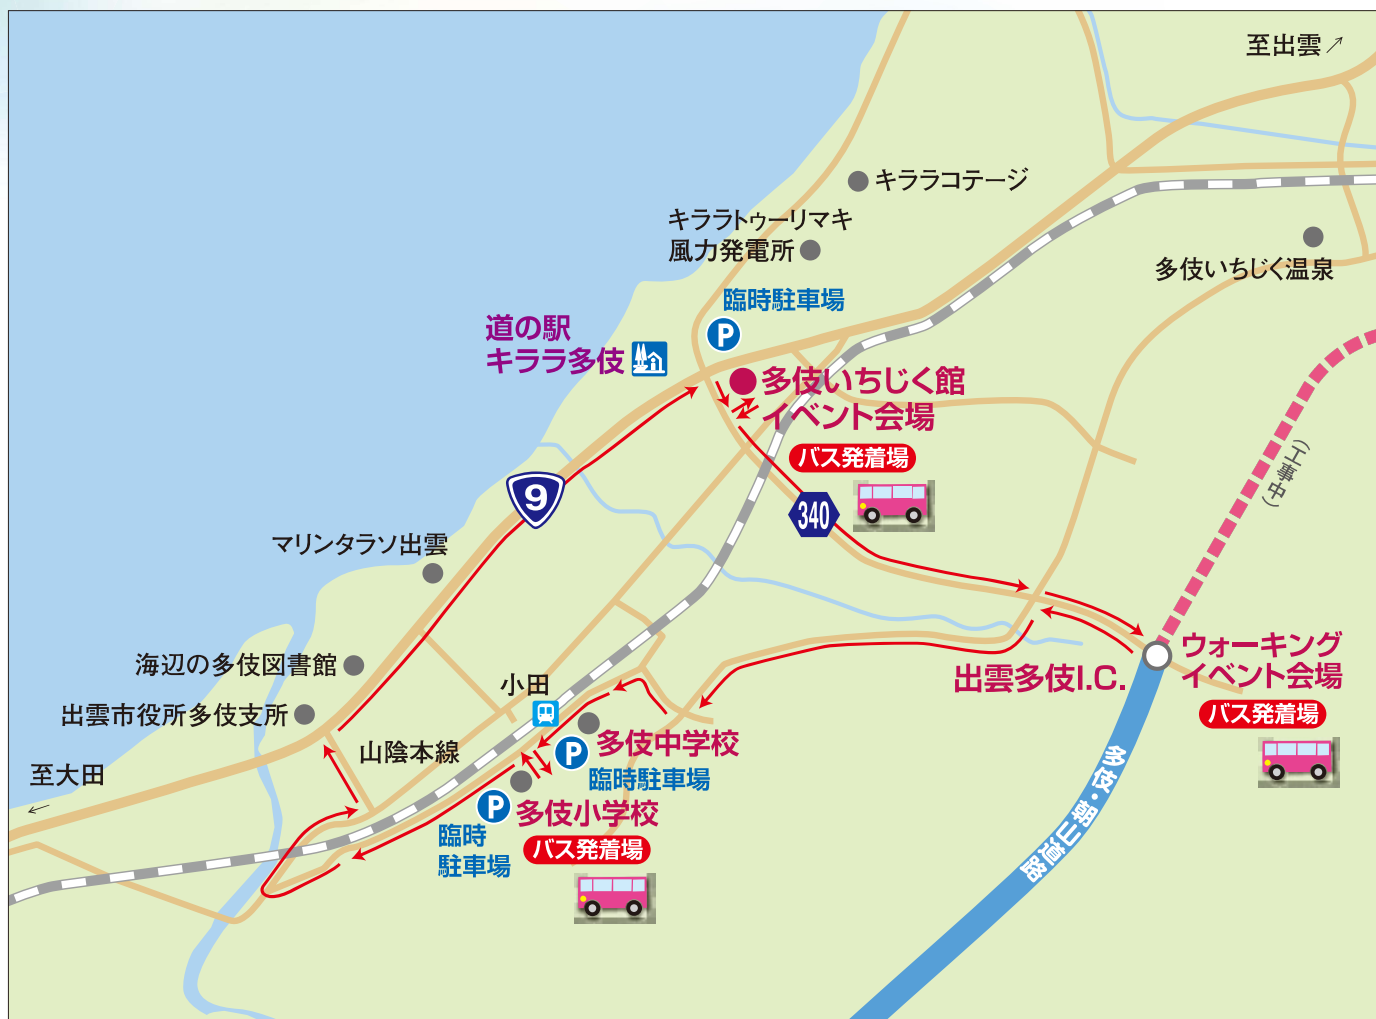 至出雲
キララコテージ
キララトゥーリマキ
風力発電所
多伎いちじく温泉
臨時駐車場
P
道の駅
キララ多伎
多伎いちじく館
イベント会場
バス発着場
(工事中)
9
340
マリンタラソ出雲
海辺の多伎図書館
出雲市役所多伎支所
小田
山陰本線
至大田
出雲多伎I.C.
ウォーキング
イベント会場
バス発着場
多伎中学校
P
臨時駐車場
多伎小学校
P
臨時
駐車場
バス発着場
多伎・朝山道路